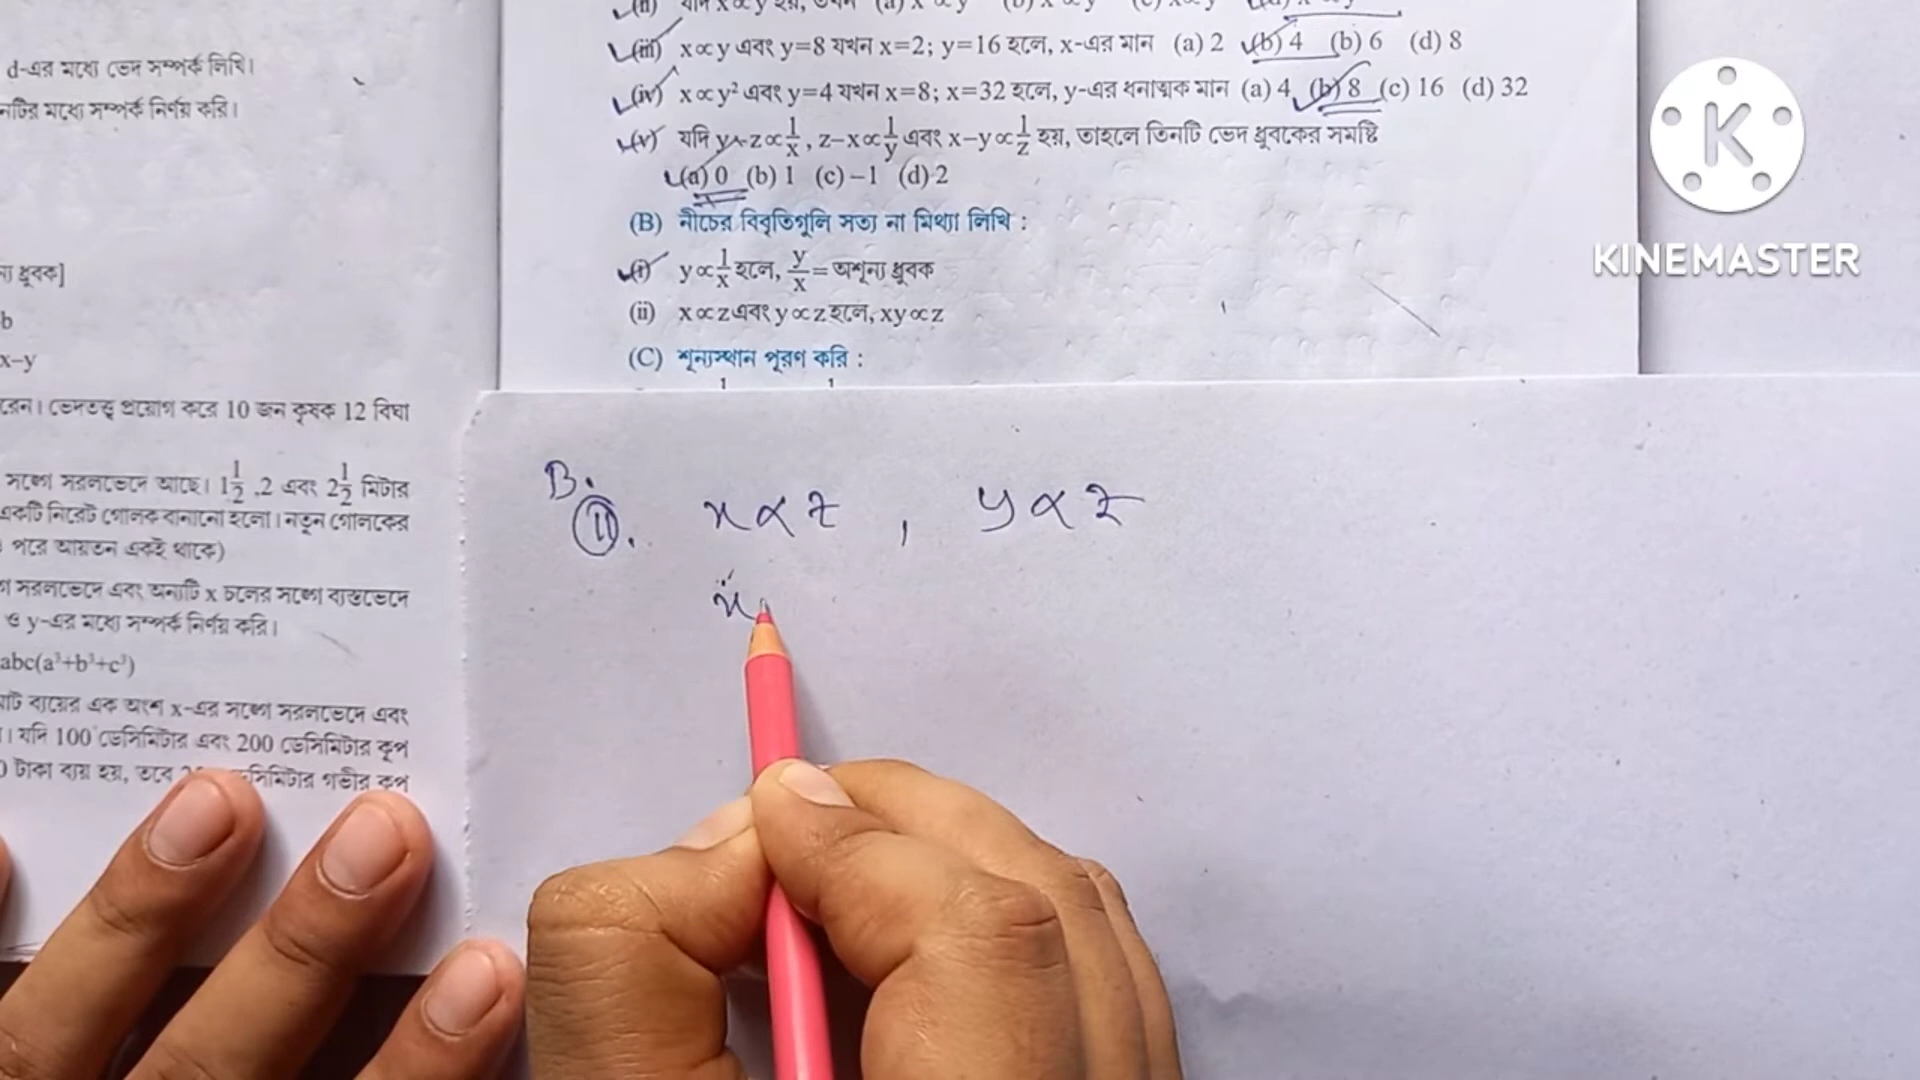 d-এর মধ্যে ভেদ সম্পর্ক লিখি।
নটির মধ্যে সম্পর্ক নির্ণয় করি।
ধ্রুবক]
b
x–y
রেন। ভেদতত্ত্ব প্রয়োগ করে 10 জন কৃষক 12 বিঘা
সঙ্গে সরলভেদে আছে। 1 1/2 ,2 এবং 2 1/2 মিটার
একটি নিরেট গোলক বানানো হলো। নতুন গোলকের
পরে আয়তন একই থাকে)
সরলভেদে এবং অন্যটি x চলের সঙ্গে ব্যস্তভেদে
ও y-এর মধ্যে সম্পর্ক নির্ণয় করি।
abc(a³+b³+c³)
ব্যয়ের এক অংশ x-এর সঙ্গে সরলভেদে এবং
। যদি 100 ডেসিমিটার এবং 200 ডেসিমিটার কূপ
টাকা ব্যয় হয়, তবে সিমিটার গভীর কূপ
(iii) x∝y এবং y=8 যখন x=2; y=16 হলে, x-এর মান (a) 2 (b) 4 (b) 6 (d) 8
(iv) x∝y² এবং y=4 যখন x=8; x=32 হলে, y-এর ধনাত্মক মান (a) 4 (b) 8 (c) 16 (d) 32
(v) যদি y–z∝1/x , z–x∝1/y এবং x–y∝1/z হয়, তাহলে তিনটি ভেদ ধ্রুবকের সমষ্টি
(a) 0 (b) 1 (c) –1 (d) 2
(B) নীচের বিবৃতিগুলি সত্য না মিথ্যা লিখি :
(i) y∝1/x হলে, y/x = অশূন্য ধ্রুবক
(ii) x∝z এবং y∝z হলে, xy∝z
(C) শূন্যস্থান পূরণ করি :
B.
(ii). x∝z , y∝z
x
KINEMASTER